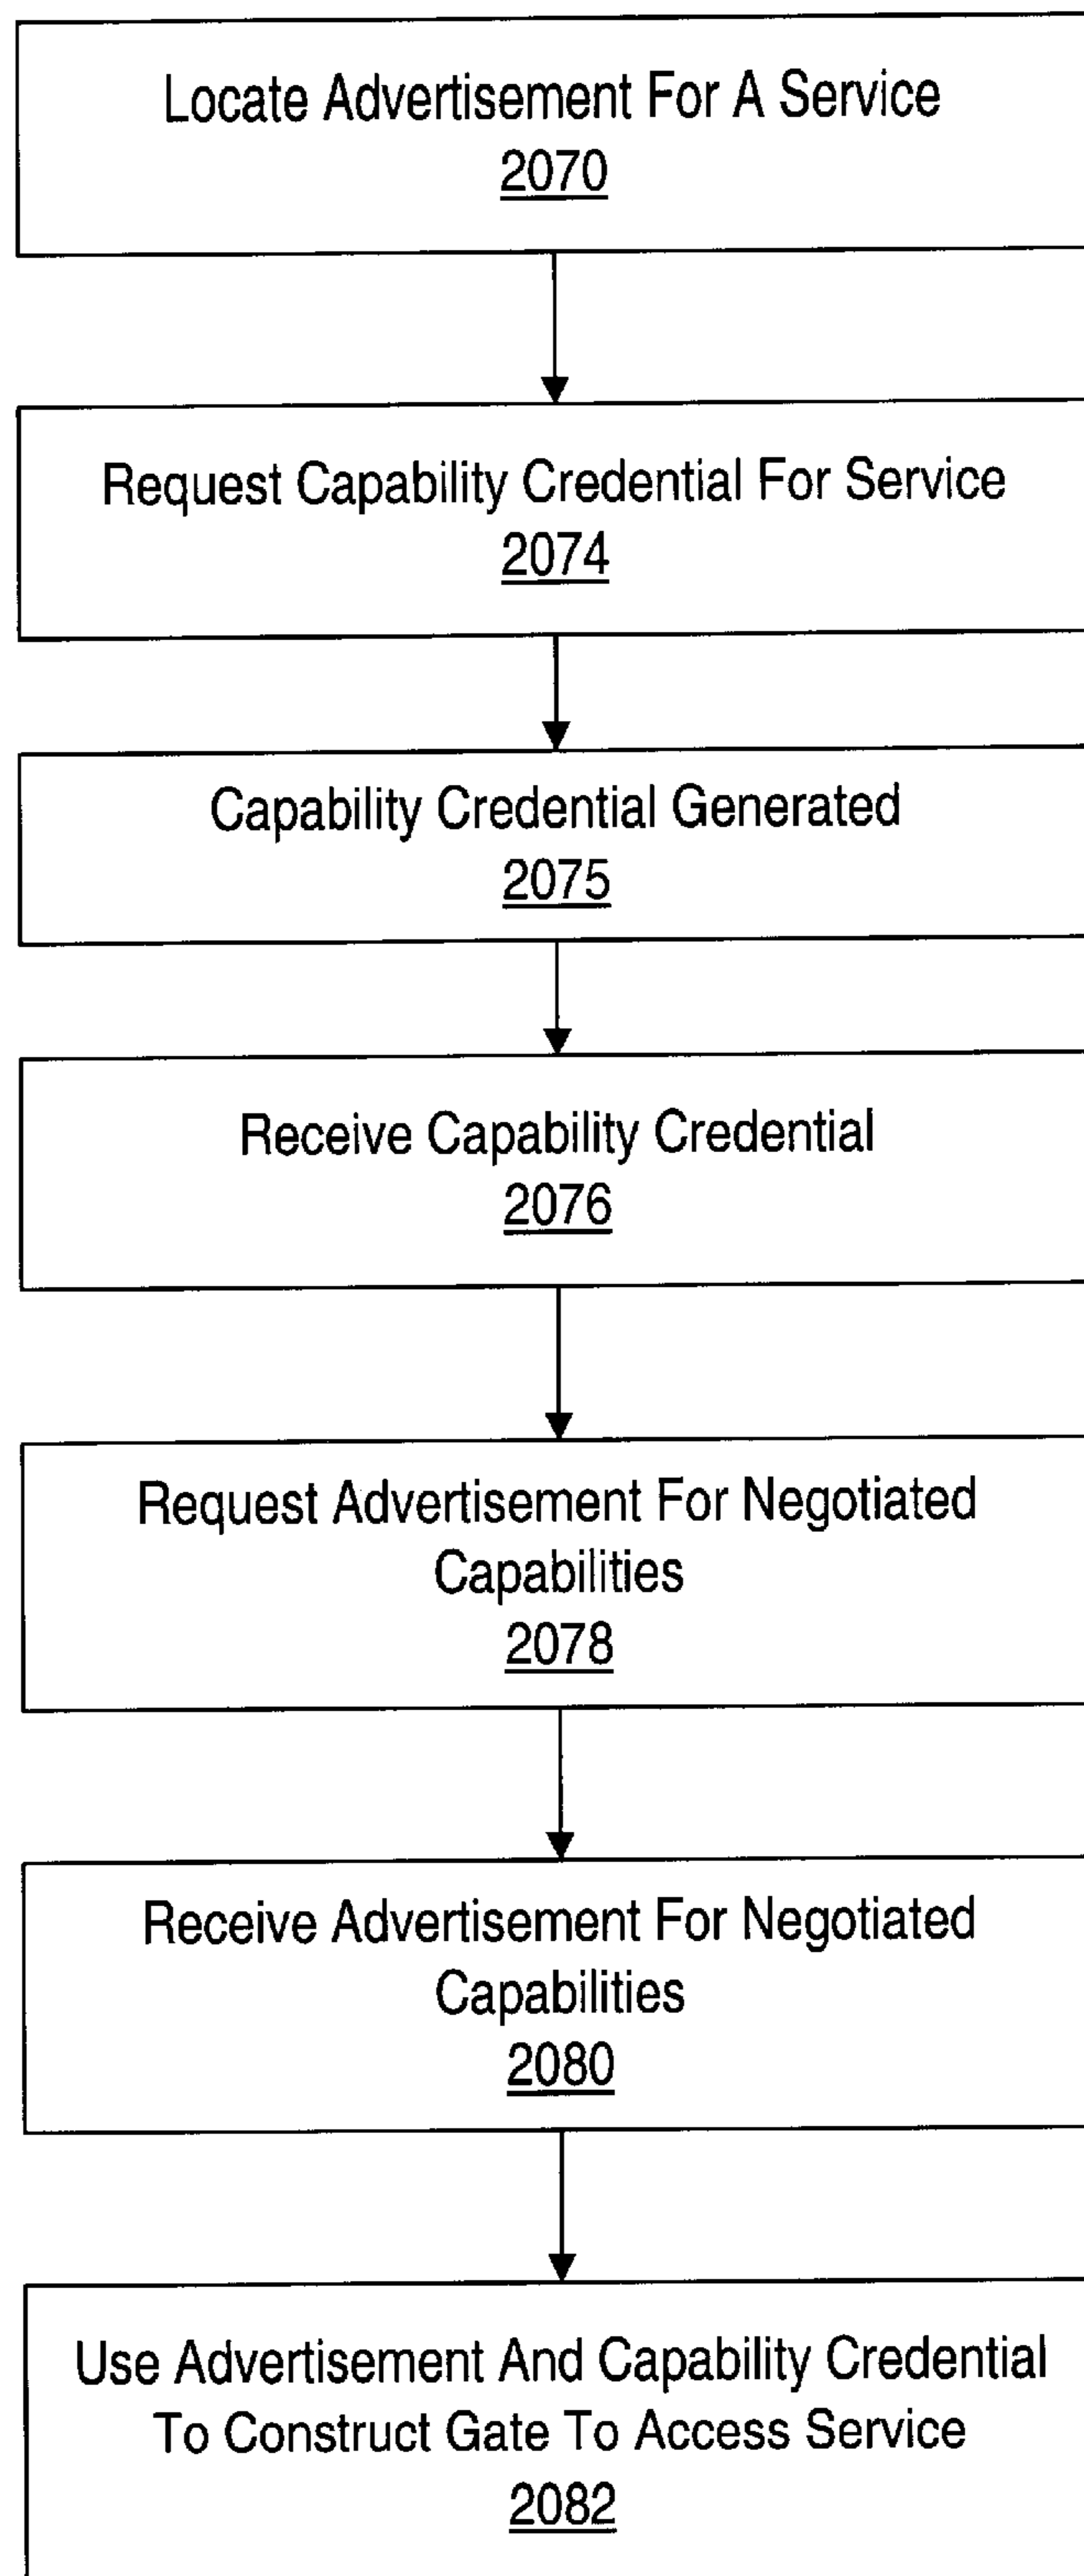 Locate Advertisement For A Service
2070
Request Capability Credential For Service
2074
Capability Credential Generated
2075
Receive Capability Credential
2076
Request Advertisement For Negotiated
Capabilities
2078
Receive Advertisement For Negotiated
Capabilities
2080
Use Advertisement And Capability Credential
To Construct Gate To Access Service
2082